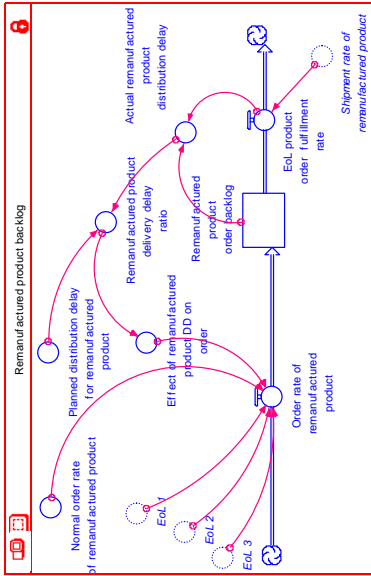 Remanufactured product backlog
Normal order rate
of remanufactured product
Planned distribution delay
for remanufactured
product
Remanufactured product
delivery delay
ratio
Actual remanufactured
product
distribution delay
Effect of remanufactured
product DD on
order
Remanufactured
product
order backlog
EoL 1
EoL 2
EoL 3
Order rate of
remanufactured
product
EoL product
order fulfillment
rate
Shipment rate of
remanufactured product